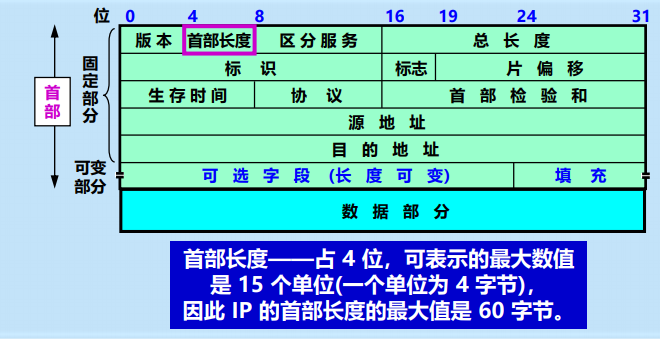 位 0 4 8 16 19 24 31
版本 首部长度 区分服务 总长度
标识 标志 片偏移
生存时间 协议 首部检验和
源地址
目的地址
可选字段 (长度可变) 填充
数据部分
首部
固定部分
可变
部分
首部长度——占 4 位，可表示的最大数值
是 15 个单位(一个单位为 4 字节)，
因此 IP 的首部长度的最大值是 60 字节。